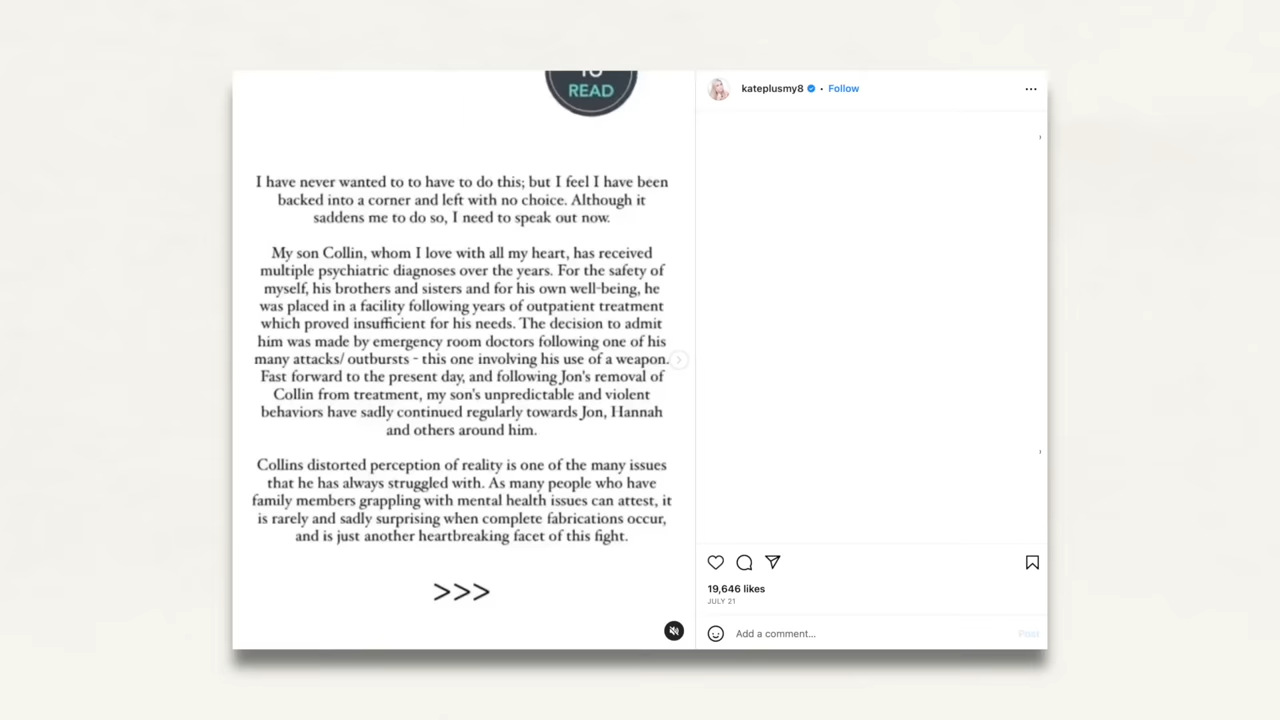 READ
I have never wanted to to have to do this; but I feel I have been
backed into a corner and left with no choice. Although it
saddens me to do so, I need to speak out now.
My son Collin, whom I love with all my heart, has received
multiple psychiatric diagnoses over the years. For the safety of
myself, his brothers and sisters and for his own well-being, he
was placed in a facility following years of outpatient treatment
which proved insufficient for his needs. The decision to admit
him was made by emergency room doctors following one of his
many attacks/ outbursts - this one involving his use of a weapon.
Fast forward to the present day, and following Jon's removal of
Collin from treatment, my son's unpredictable and violent
behaviors have sadly continued regularly towards Jon, Hannah
and others around him.
Collins distorted perception of reality is one of the many issues
that he has always struggled with. As many people who have
family members grappling with mental health issues can attest, it
is rarely and sadly surprising when complete fabrications occur,
and is just another heartbreaking facet of this fight.
>>>
kateplusmy8 • Follow
19,646 likes
JULY 21
Add a comment...
Post